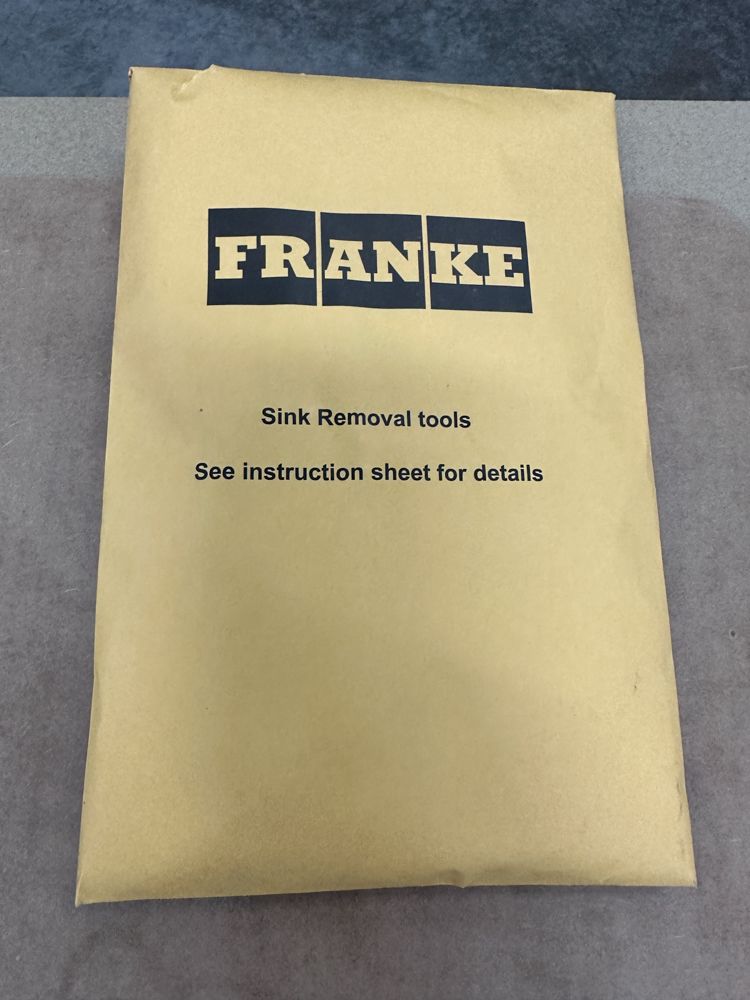 FRANKE
Sink Removal tools
See instruction sheet for details